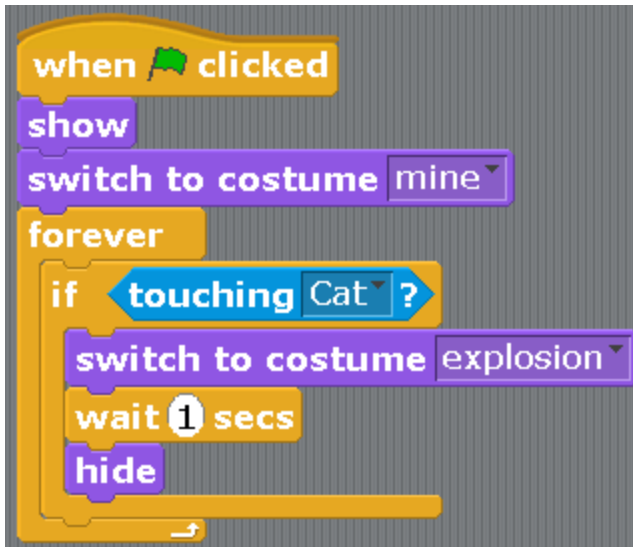 when clicked
show
switch to costume mine
forever
if touching Cat ?
switch to costume explosion
wait 1 secs
hide